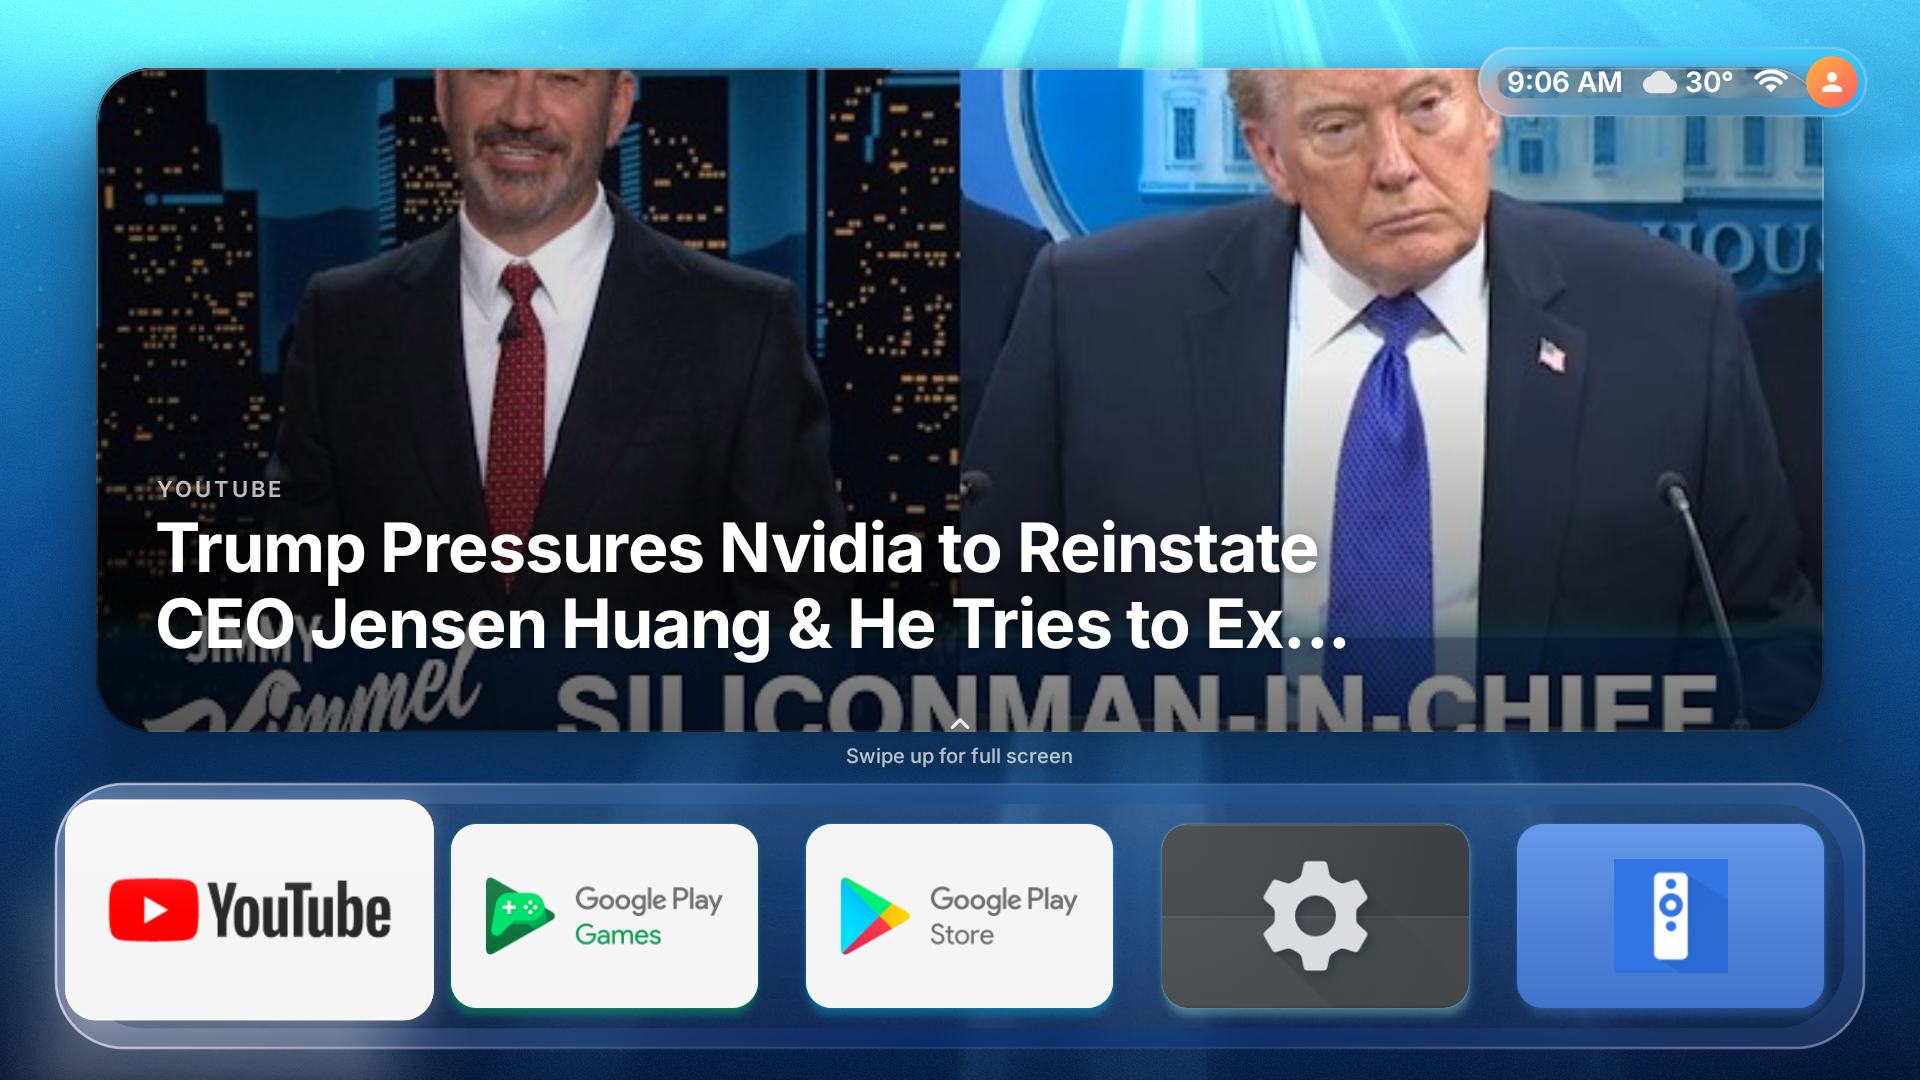 9:06 AM 30°
HOUS
YOUTUBE
Trump Pressures Nvidia to Reinstate
CEO Jensen Huang & He Tries to Ex...
JIMMY
Kimmel
SILICONMAN-IN-CHIEF
Swipe up for full screen
YouTube
Google Play
Games
Google Play
Store